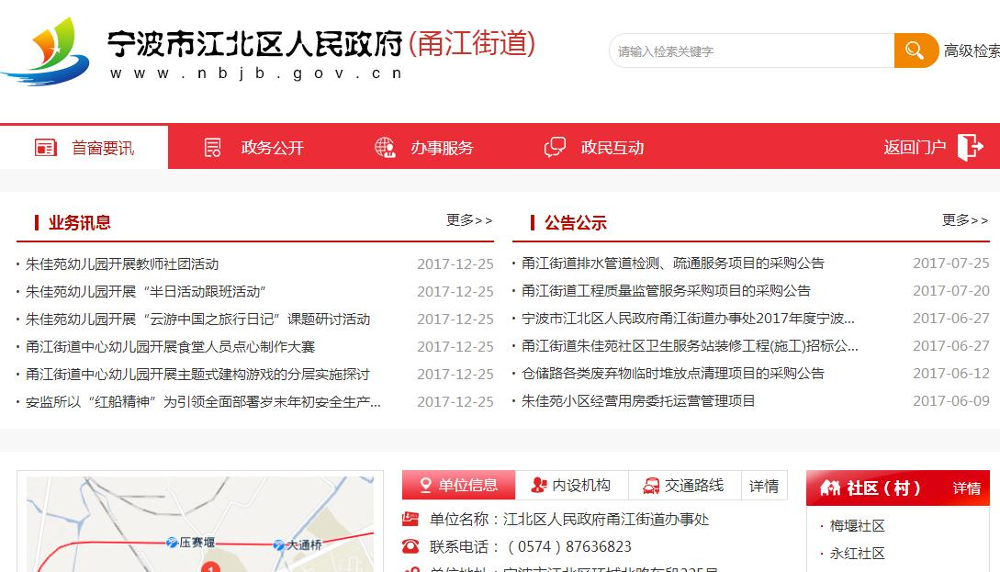 宁波市江北区人民政府(甬江街道)
www.nbjb.gov.cn
请输入检索关键字
高级检索
首窗要讯
政务公开
办事服务
政民互动
返回门户
业务讯息 更多>>
朱佳苑幼儿园开展教师社团活动 2017-12-25
朱佳苑幼儿园开展“半日活动跟班活动” 2017-12-25
朱佳苑幼儿园开展“云游中国之旅行日记”课题研讨活动 2017-12-25
甬江街道中心幼儿园开展食堂人员点心制作大赛 2017-12-25
甬江街道中心幼儿园开展主题式建构游戏的分层实施探讨 2017-12-25
安监所以“红船精神”为引领全面部署岁末年初安全生产... 2017-12-25
公告公示 更多>>
甬江街道排水管道检测、疏通服务项目的采购公告 2017-07-25
甬江街道工程质量监管服务采购项目的采购公告 2017-07-20
宁波市江北区人民政府甬江街道办事处2017年度宁波... 2017-06-27
甬江街道朱佳苑社区卫生服务站装修工程(施工)招标公... 2017-06-27
仓储路各类废弃物临时堆放点清理项目的采购公告 2017-06-12
朱佳苑小区经营用房委托运营管理项目 2017-06-09
压赛堰
大通桥
1
单位信息 内设机构 交通路线 详情
单位名称：江北区人民政府甬江街道办事处
联系电话：（0574）87636823
社区（村） 详情
梅堰社区
永红社区